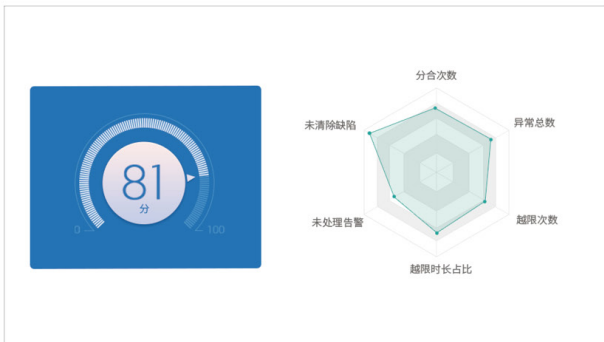 81
分
0
100
分合次数
异常总数
越限次数
越限时长占比
未处理告警
未清除缺陷